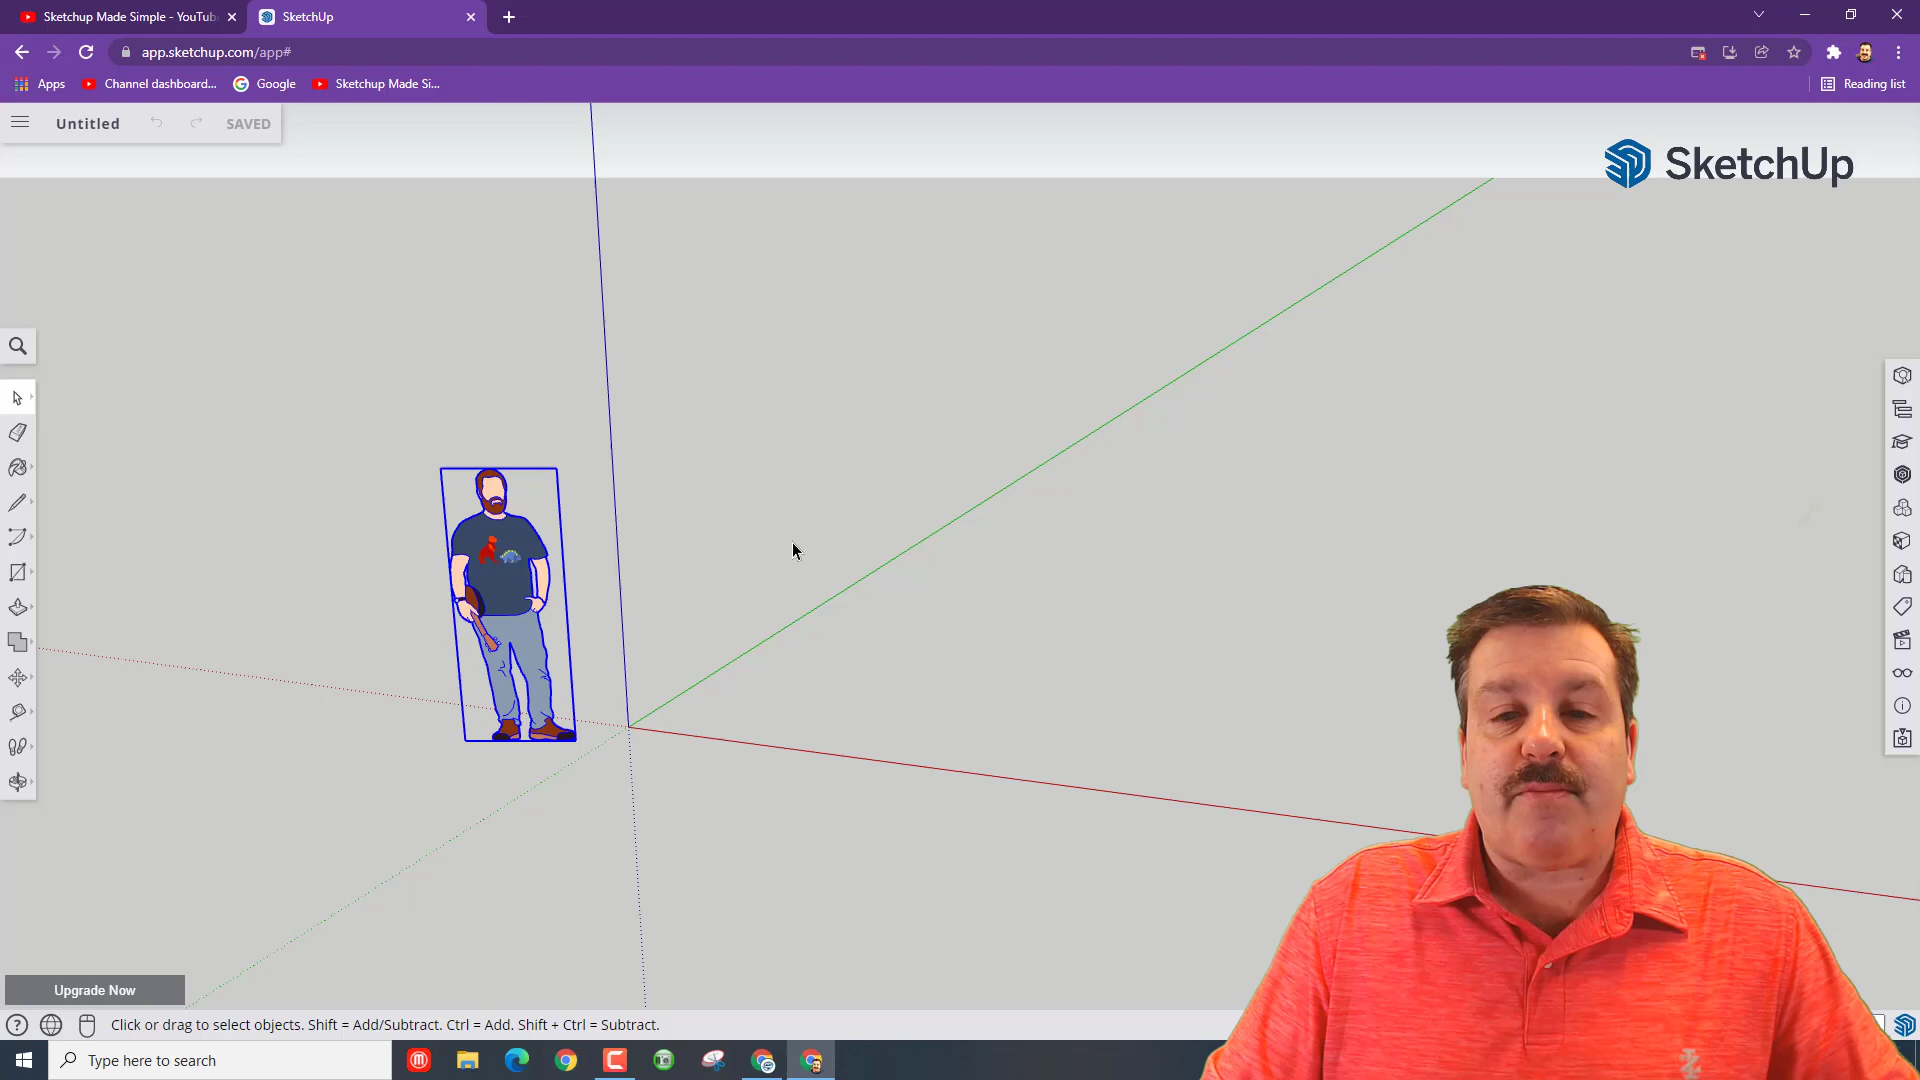 Sketchup Made Simple - YouTub
SketchUp
app.sketchup.com/app#
Apps
Channel dashboard...
Google
Sketchup Made Si...
Reading list
Untitled
SAVED
SketchUp
Upgrade Now
Click or drag to select objects. Shift = Add/Subtract. Ctrl = Add. Shift + Ctrl = Subtract.
Type here to search